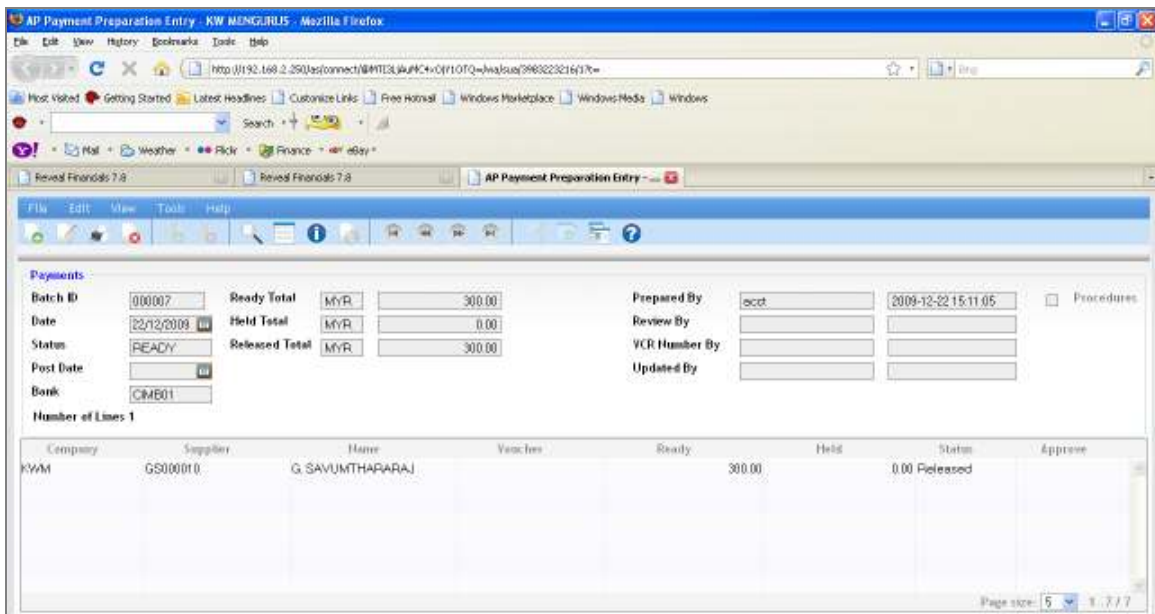 AP Payment Preparation Entry - KW MENGURUS - Mozilla Firefox
File Edit View History Bookmarks Tools Help
Most Visited Getting Started Latest Headlines Customize Links Free Hotmail Windows Marketplace Windows Media Windows
Search
Y! Mail Weather Flickr Finance eBay
Reveal Financials 7.8 Reveal Financials 7.8 AP Payment Preparation Entry - ...
File Edit View Tools Help
Payments
Batch ID 000007 Ready Total MYR 300.00 Prepared By acct 2009-12-22 15:11:05 Procedures
Date 22/12/2009 Held Total MYR 0.00 Review By
Status READY Released Total MYR 300.00 VCR Number By
Post Date Updated By
Bank CIMB01
Number of Lines 1
Company Supplier Name Voucher Ready Held Status Approve
KWM GS000010 G. SAVUMTHARARAJ 300.00 0.00 Released
Page size: 5